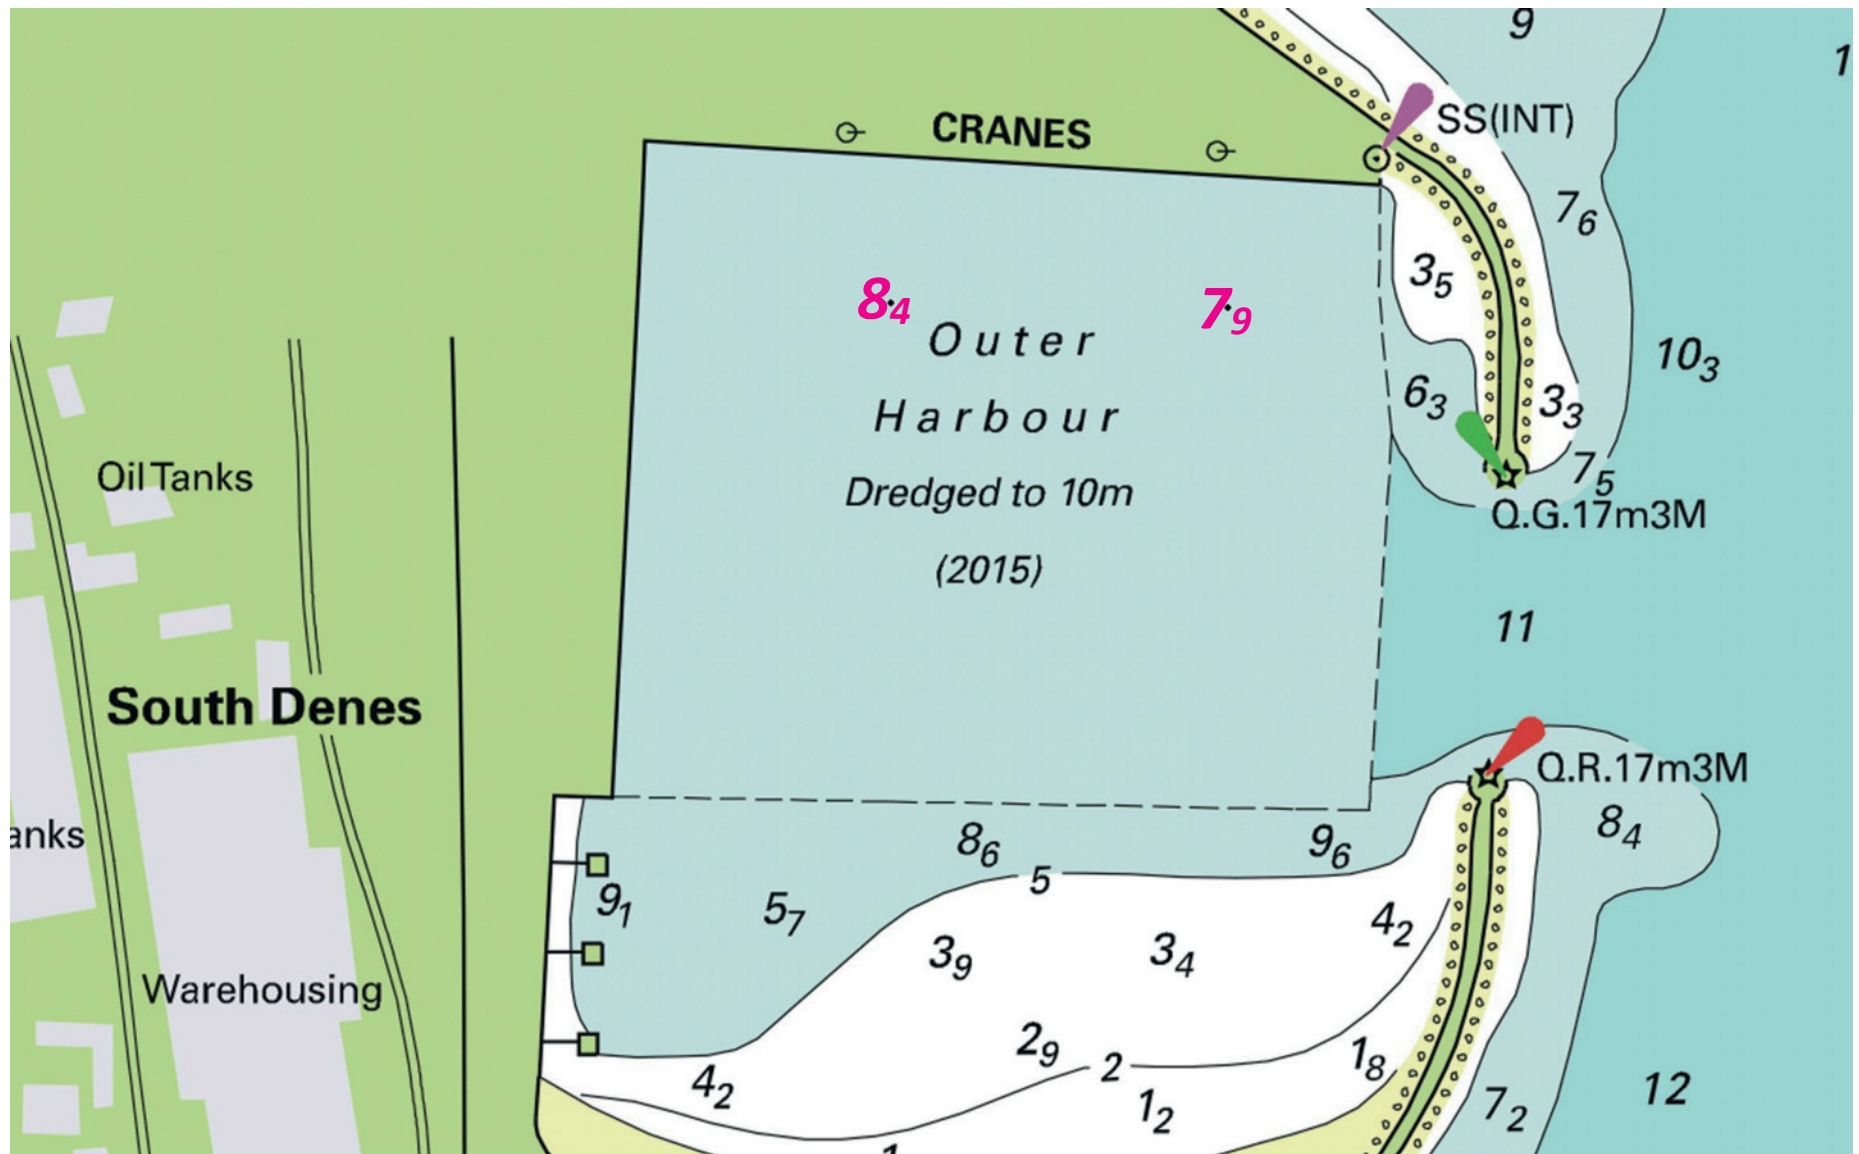 9
1
CRANES
SS(INT)
7₆
3₅
8₄
7₉
Outer
Harbour
Dredged to 10m
(2015)
10₃
6₃
3₃
7₅
Q.G.17m3M
Oil Tanks
11
South Denes
Q.R.17m3M
8₄
anks
8₆
9₆
5
9₁
5₇
4₂
3₉
3₄
Warehousing
2₉
2
1₈
4₂
1₂
7₂
12